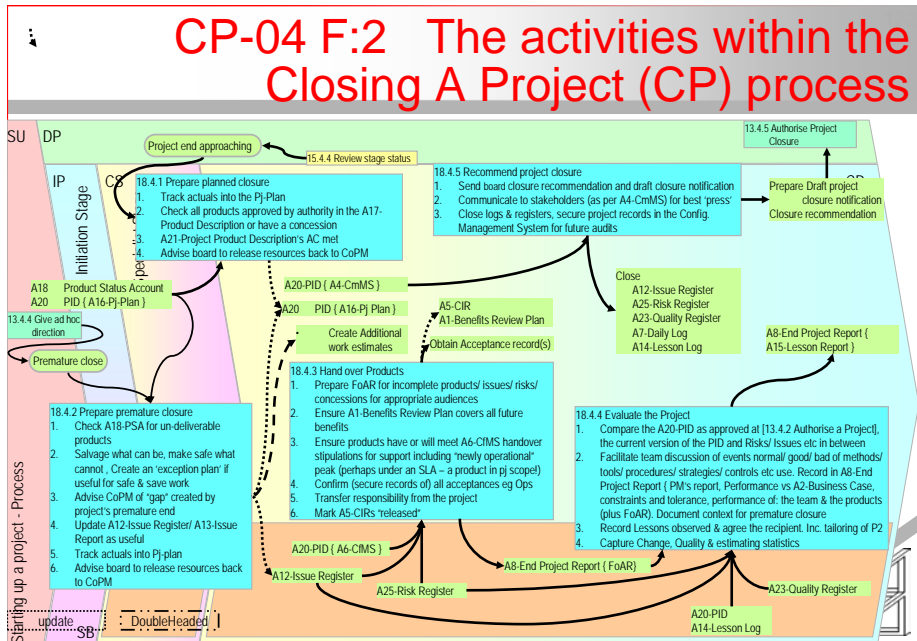 CP-04 F:2 The activities within the
Closing A Project (CP) process
SU
DP
Project end approaching
15.4.4 Review stage status
13.4.5 Authorise Project
Closure
IP
CS
Initiation Stage
18.4.1 Prepare planned closure
1. Track actuals into the Pj-Plan
2. Check all products approved by authority in the A17-
Product Description or have a concession
3. A21-Project Product Description's AC met
4. Advise board to release resources back to CoPM
18.4.5 Recommend project closure
1. Send board closure recommendation and draft closure notification
2. Communicate to stakeholders (as per A4-CmMS) for best 'press'
3. Close logs & registers, secure project records in the Config.
Management System for future audits
Prepare Draft project
closure notification
Closure recommendation
A18 Product Status Account
A20 PID { A16-Pj-Plan }
13.4.4 Give ad hoc
direction
Premature close
A20-PID { A4-CmMS }
A20 PID { A16-Pj Plan }
Create Additional
work estimates
A5-CIR
A1-Benefits Review Plan
Obtain Acceptance record(s)
Close
A12-Issue Register
A25-Risk Register
A23-Quality Register
A7-Daily Log
A14-Lesson Log
A8-End Project Report {
A15-Lesson Report }
18.4.3 Hand over Products
1. Prepare FoAR for incomplete products/ issues/ risks/
concessions for appropriate audiences
2. Ensure A1-Benefits Review Plan covers all future
benefits
3. Ensure products have or will meet A6-CfMS handover
stipulations for support including "newly operational"
peak (perhaps under an SLA – a product in pj scope!)
4. Confirm (secure records of) all acceptances eg Ops
5. Transfer responsibility from the project
6. Mark A5-CIRs "released"
18.4.2 Prepare premature closure
1. Check A18-PSA for un-deliverable
products
2. Salvage what can be, make safe what
cannot , Create an 'exception plan' if
useful for safe & save work
3. Advise CoPM of "gap" created by
project's premature end
4. Update A12-Issue Register/ A13-Issue
Report as useful
5. Track actuals into Pj-plan
6. Advise board to release resources back
to CoPM
18.4.4 Evaluate the Project
1. Compare the A20-PID as approved at [13.4.2 Authorise a Project],
the current version of the PID and Risks/ Issues etc in between
2. Facilitate team discussion of events normal/ good/ bad of methods/
tools/ procedures/ strategies/ controls etc use. Record in A8-End
Project Report { PM's report, Performance vs A2-Business Case,
constraints and tolerance, performance of: the team & the products
(plus FoAR). Document context for premature closure
3. Record Lessons observed & agree the recipient. Inc. tailoring of P2
4. Capture Change, Quality & estimating statistics
A20-PID { A6-CfMS }
A12-Issue Register
A25-Risk Register
A8-End Project Report { FoAR}
A23-Quality Register
A20-PID
A14-Lesson Log
Starting up a project - Process
update
DoubleHeaded
SB